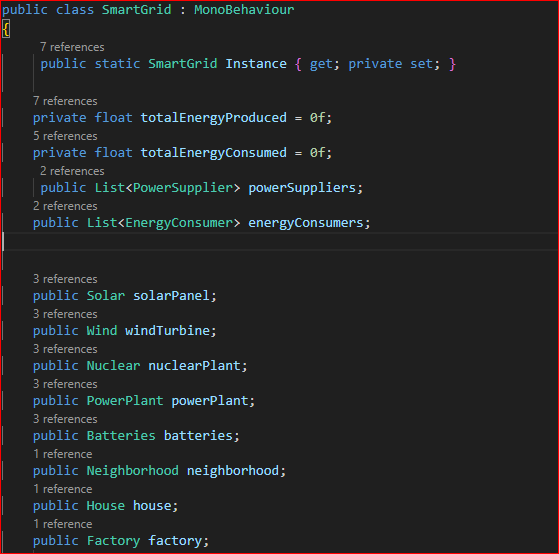 public class SmartGrid : MonoBehaviour
{
7 references
public static SmartGrid Instance { get; private set; }
7 references
private float totalEnergyProduced = 0f;
5 references
private float totalEnergyConsumed = 0f;
2 references
public List<PowerSupplier> powerSuppliers;
2 references
public List<EnergyConsumer> energyConsumers;
3 references
public Solar solarPanel;
3 references
public Wind windTurbine;
3 references
public Nuclear nuclearPlant;
3 references
public PowerPlant powerPlant;
3 references
public Batteries batteries;
1 reference
public Neighborhood neighborhood;
1 reference
public House house;
1 reference
public Factory factory;